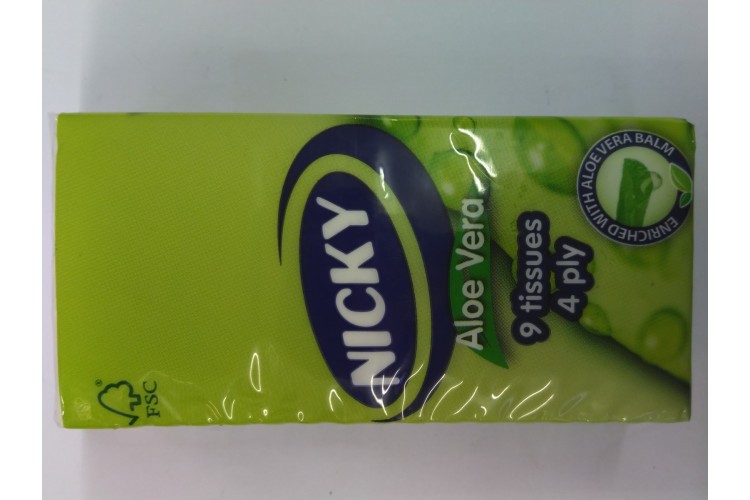 NICKY
Aloe Vera
9 tissues
4 ply
ENRICHED WITH ALOE VERA BALM
®
FSC